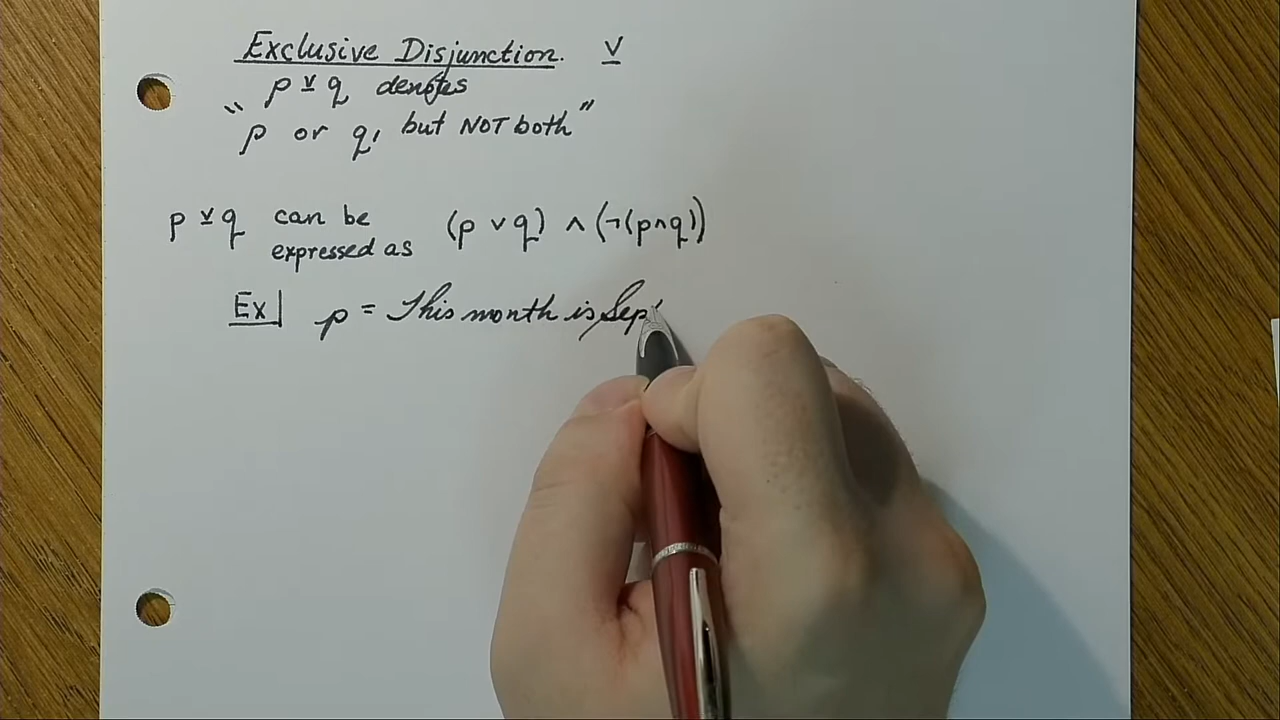 Exclusive Disjunction. ⊻
p ⊻ q denotes
"p or q, but NOT both"
p ⊻ q can be
expressed as (p ∨ q) ∧ (¬(p∧q))
Ex| p = This month is Sep